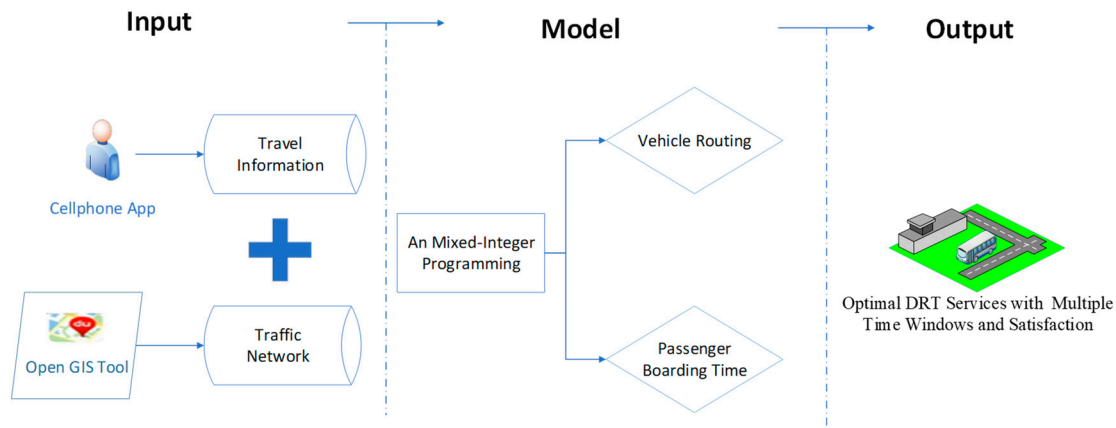 Input
Model
Output
Travel
Information
Cellphone App
Open GIS Tool
Traffic
Network
An Mixed-Integer
Programming
Vehicle Routing
Passenger
Boarding Time
Optimal DRT Services with Multiple
Time Windows and Satisfaction
du